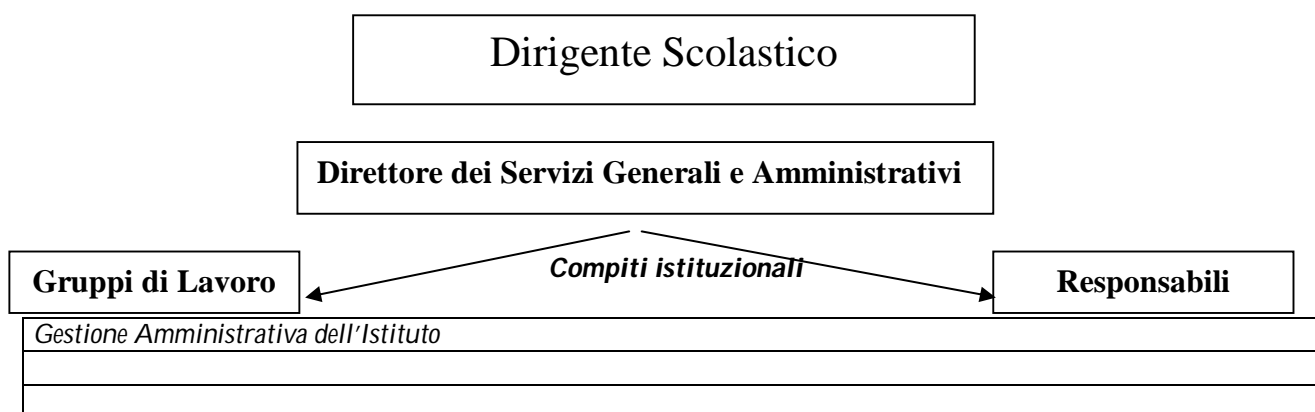 Dirigente Scolastico
Direttore dei Servizi Generali e Amministrativi
Gruppi di Lavoro
Compiti istituzionali
Responsabili
Gestione Amministrativa dell'Istituto